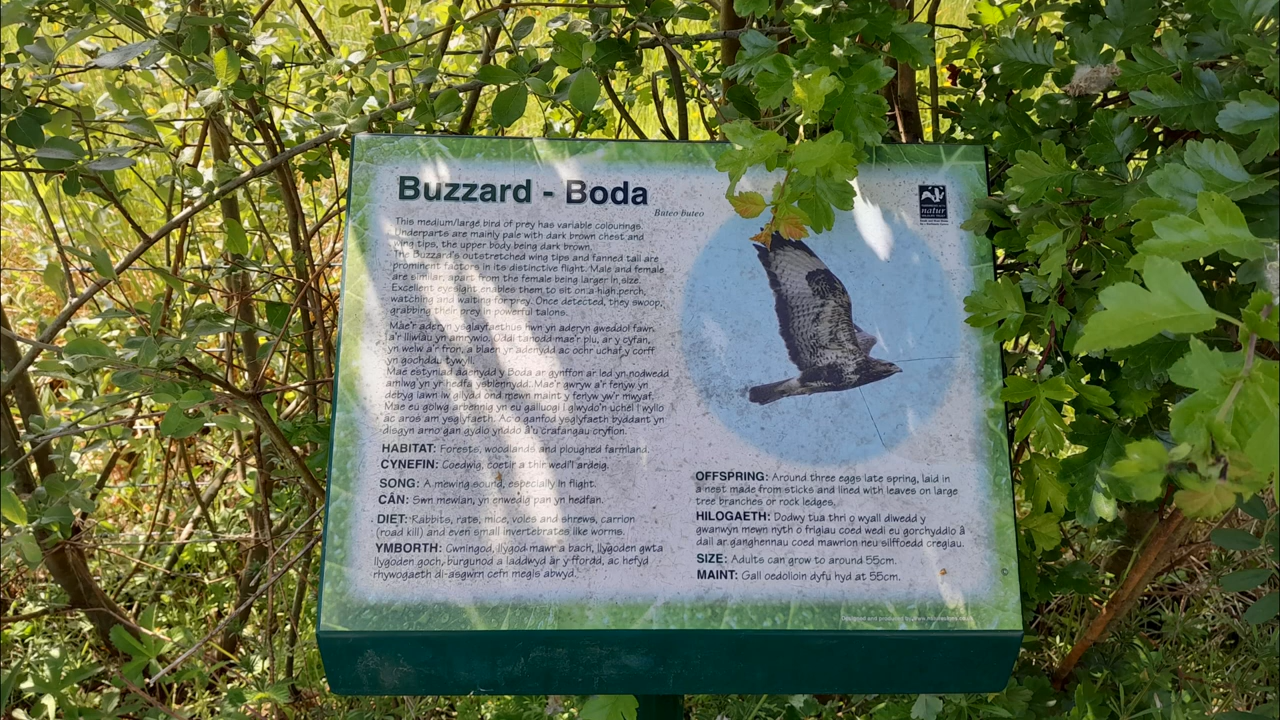 Buzzard - Boda
Buteo buteo
This medium/large bird of prey has variable colourings.
Underparts are mainly pale with dark brown chest and
wing tips, the upper body being dark brown.
The Buzzard's outstretched wing tips and fanned tail are
prominent factors in its distinctive flight. Male and female
are similar, apart from the female being larger in size.
Excellent eyesight enables them to sit on a high perch,
watching and waiting for prey. Once detected, they swoop,
grabbing their prey in powerful talons.
Mae'r aderyn ysglyfaethus hwn yn aderyn gweddol fawr,
a'r lliwiau yn amrywio. Oddi tanodd mae'r plu, ar y cyfan,
yn welw a'r fron, a blaen yr adenydd ac ochr uchaf y corff
yn gochddu tywyll.
Mae estyniad adenydd y Boda a'r gynffon ar led yn nodwedd
amlwg yn yr hediad ysblennydd. Mae'r gwryw a'r fenyw yn
debyg iawn i'w gilydd ond mewn maint y fenyw yw'r mwyaf.
Mae eu golwg arbennig yn eu galluogi i glwydo'n uchel i wylio
ac aros am ysglyfaeth. Ac o ganfod ysglyfaeth byddant yn
disgyn arno gan gydio ynddo â'u crafangau cryfion.
HABITAT: Forests, woodlands and ploughed farmland.
CYNEFIN: Coedwig, coetir a thir wedi'i ardeig.
SONG: A mewing sound, especially in flight.
CÂN: Swn mewian, yn enwedig pan yn hedfan.
DIET: Rabbits, rats, mice, voles and shrews, carrion
(road kill) and even small invertebrates like worms.
YMBORTH: Cwningod, llygod mawr a bach, llygoden gwta
llygoden goch, burgunod a laddwyd ar y ffordd, ac hefyd
rhywogaeth di-asgwrn cefn megis abwyd.
natur
OFFSPRING: Around three eggs late spring, laid in
a nest made from sticks and lined with leaves on large
tree branches or rock ledges.
HILOGAETH: Dodwy tua thri o wyau diwedd y
gwanwyn mewn nyth o frigiau coed wedi eu gorchyddio â
dail ar ganghennau coed mawrion neu silffoedd creigiau.
SIZE: Adults can grow to around 55cm.
MAINT: Gall oedolion dyfu hyd at 55cm.
Designed and produced by